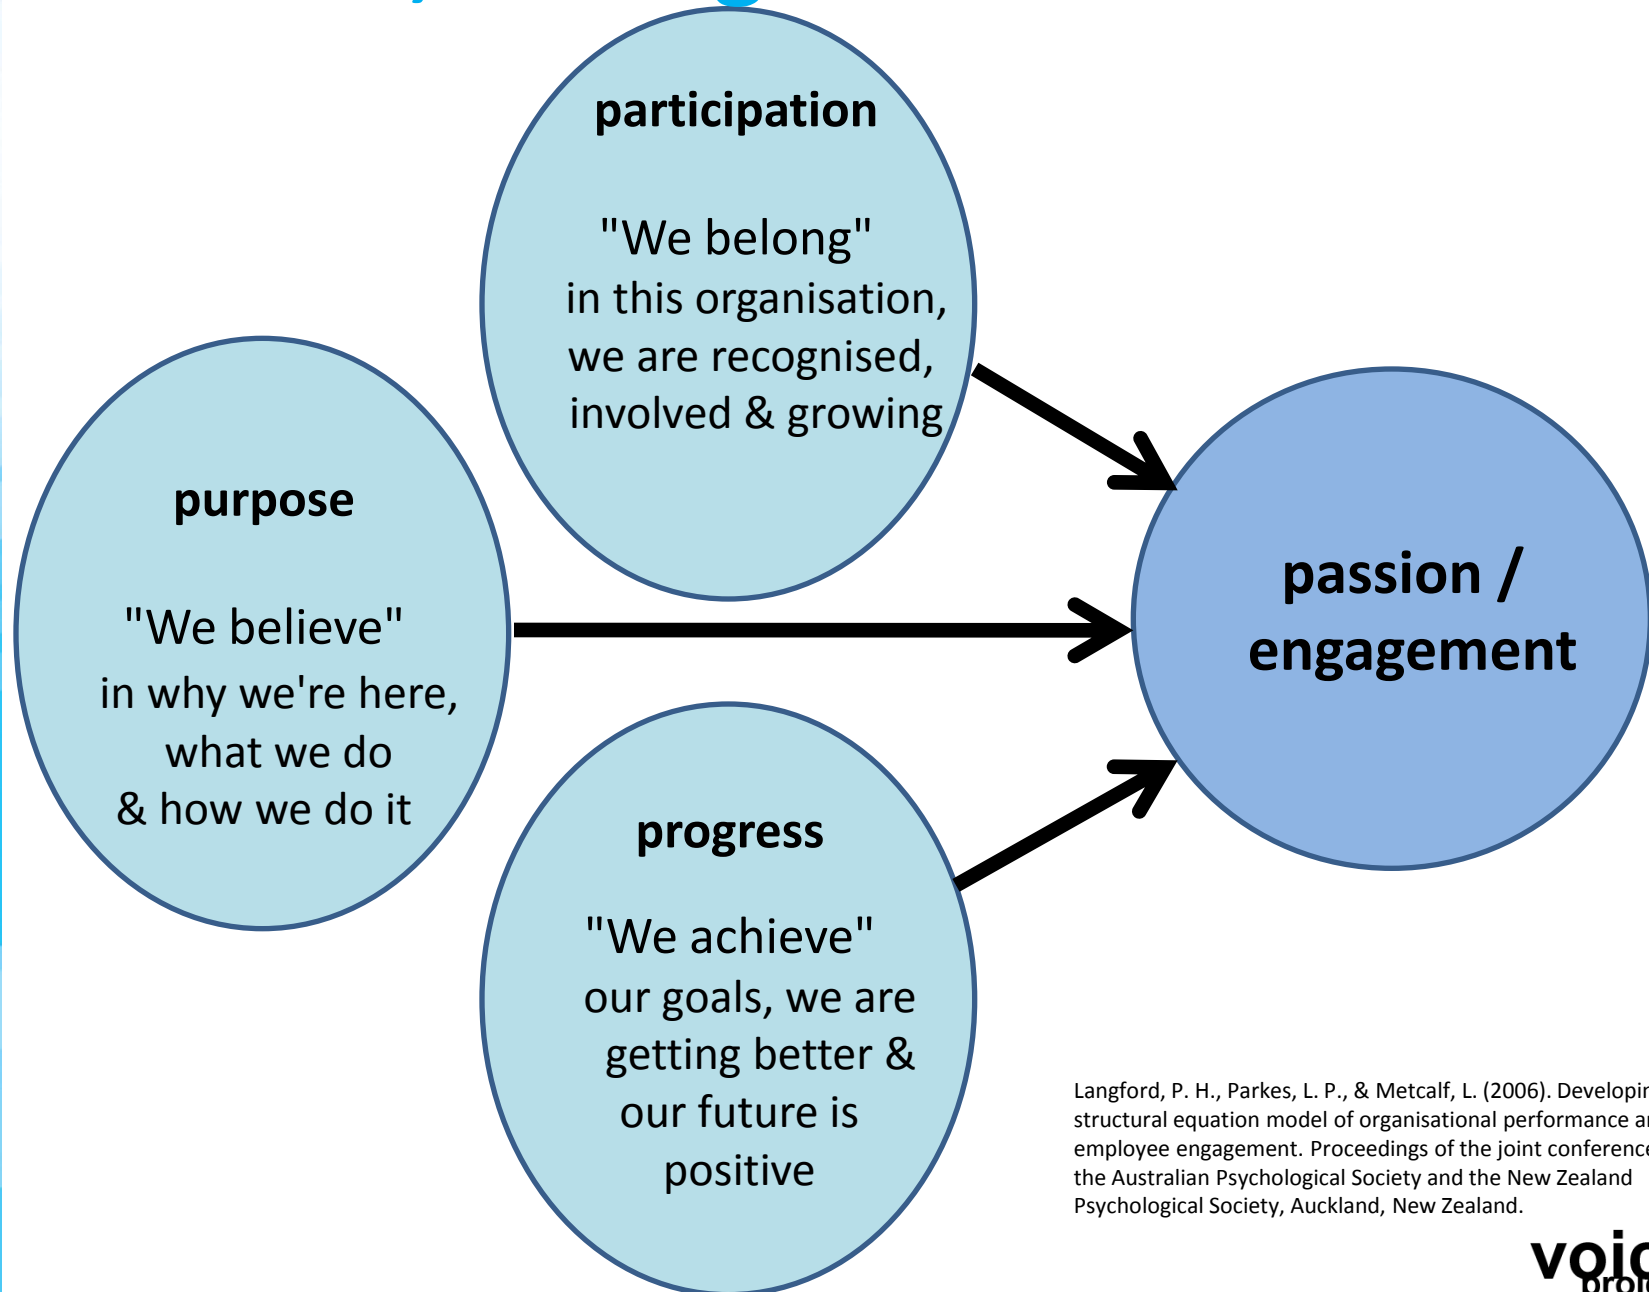 participation
"We belong"
in this organisation,
we are recognised,
involved & growing
purpose
"We believe"
in why we're here,
what we do
& how we do it
passion /
engagement
progress
"We achieve"
our goals, we are
getting better &
our future is
positive
Langford, P. H., Parkes, L. P., & Metcalf, L. (2006).
structural equation model of organisational performance
employee engagement. Proceedings of the joint conference
the Australian Psychological Society and the New Zealand
Psychological Society, Auckland, New Zealand.